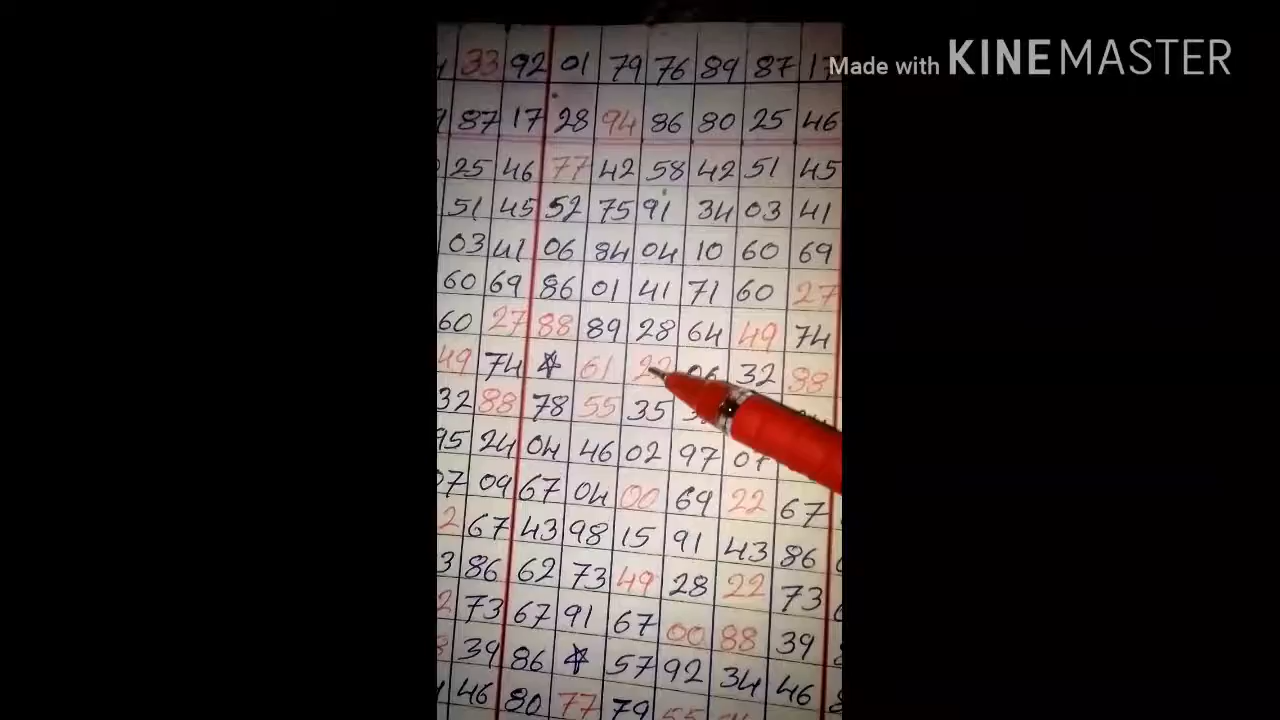 33 92 01 79 76 89 87
Made with KINEMASTER
87 17 28 94 86 80 25 46
25 46 77 42 58 42 51 45
51 45 52 75 91 34 03 41
03 41 06 84 04 10 60 69
60 69 86 01 41 71 60 27
60 27 88 89 28 64 49 74
49 74 61 22 32 88
32 88 78 55 35
95 24 04 46 02 97 07
07 09 67 04 00 69 22 67
67 43 98 15 91 43 86
86 62 73 49 28 22 73
73 67 91 67 00 88 39
39 86 57 92 34 46
46 80 77 79